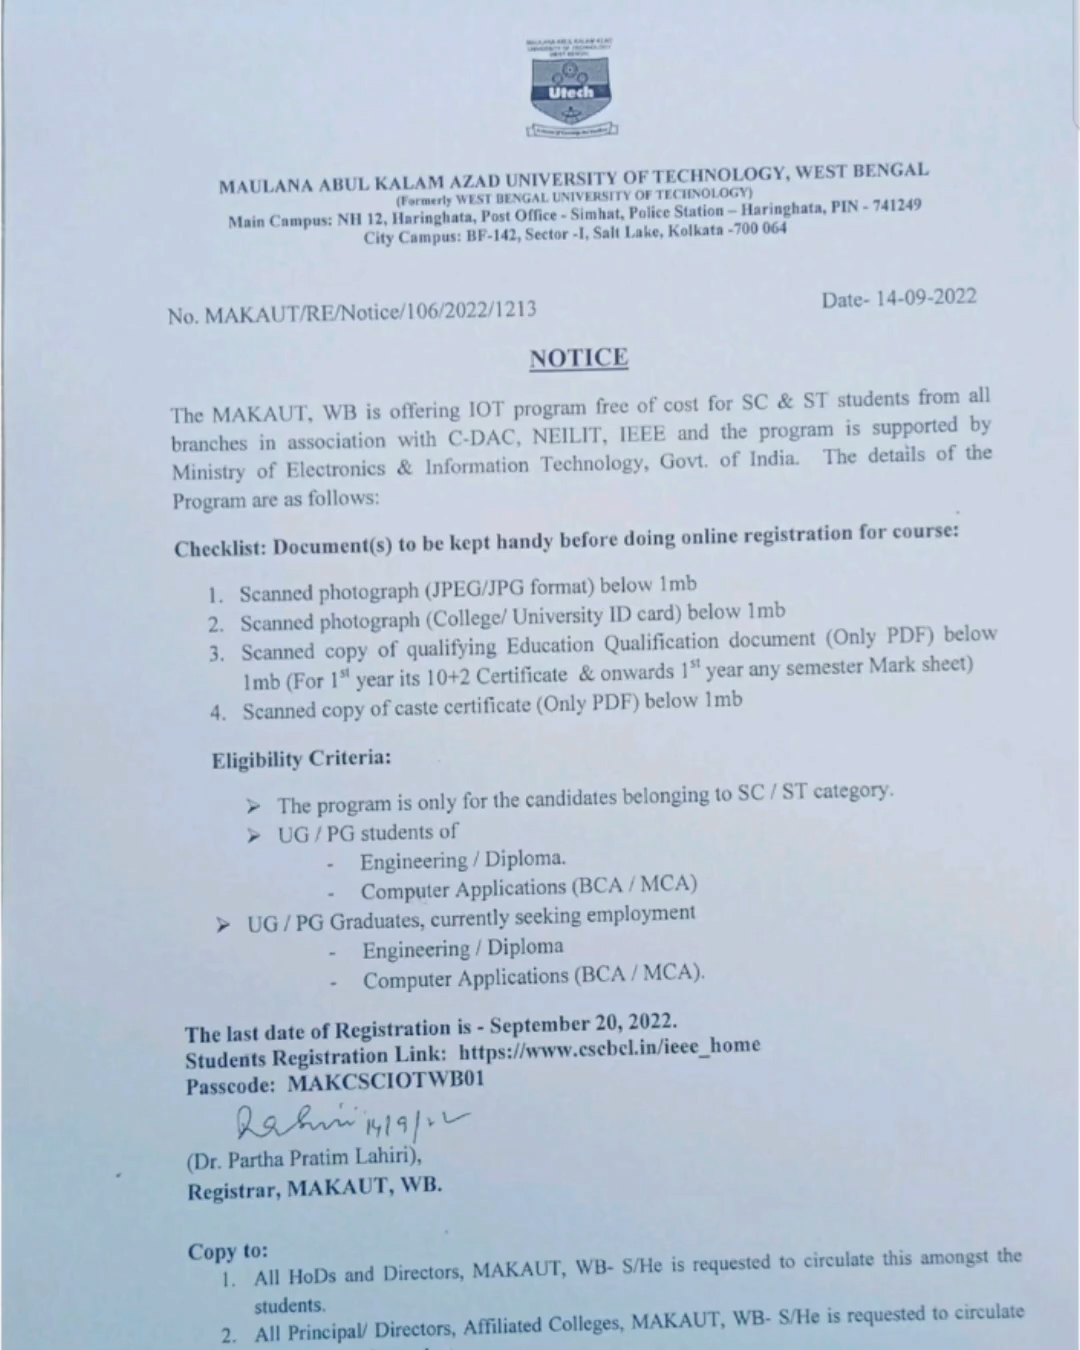 MAULANA ABUL KALAM AZAD
UNIVERSITY OF TECHNOLOGY
WEST BENGAL
Utech
MAULANA ABUL KALAM AZAD UNIVERSITY OF TECHNOLOGY, WEST BENGAL
(Formerly WEST BENGAL UNIVERSITY OF TECHNOLOGY)
Main Campus: NH 12, Haringhata, Post Office - Simhat, Police Station – Haringhata, PIN - 741249
City Campus: BF-142, Sector -I, Salt Lake, Kolkata -700 064
No. MAKAUT/RE/Notice/106/2022/1213
Date- 14-09-2022
NOTICE
The MAKAUT, WB is offering IOT program free of cost for SC & ST students from all
branches in association with C-DAC, NEILIT, IEEE and the program is supported by
Ministry of Electronics & Information Technology, Govt. of India. The details of the
Program are as follows:
Checklist: Document(s) to be kept handy before doing online registration for course:
1. Scanned photograph (JPEG/JPG format) below 1mb
2. Scanned photograph (College/ University ID card) below 1mb
3. Scanned copy of qualifying Education Qualification document (Only PDF) below
1mb (For 1st year its 10+2 Certificate & onwards 1st year any semester Mark sheet)
4. Scanned copy of caste certificate (Only PDF) below 1mb
Eligibility Criteria:
➢ The program is only for the candidates belonging to SC / ST category.
➢ UG / PG students of
- Engineering / Diploma.
- Computer Applications (BCA / MCA)
➢ UG / PG Graduates, currently seeking employment
- Engineering / Diploma
- Computer Applications (BCA / MCA).
The last date of Registration is - September 20, 2022.
Students Registration Link: https://www.cscbcl.in/ieee_home
Passcode: MAKCSCIOTWB01
14/9/22
(Dr. Partha Pratim Lahiri),
Registrar, MAKAUT, WB.
Copy to:
1. All HoDs and Directors, MAKAUT, WB- S/He is requested to circulate this amongst the
students.
2. All Principal/ Directors, Affiliated Colleges, MAKAUT, WB- S/He is requested to circulate